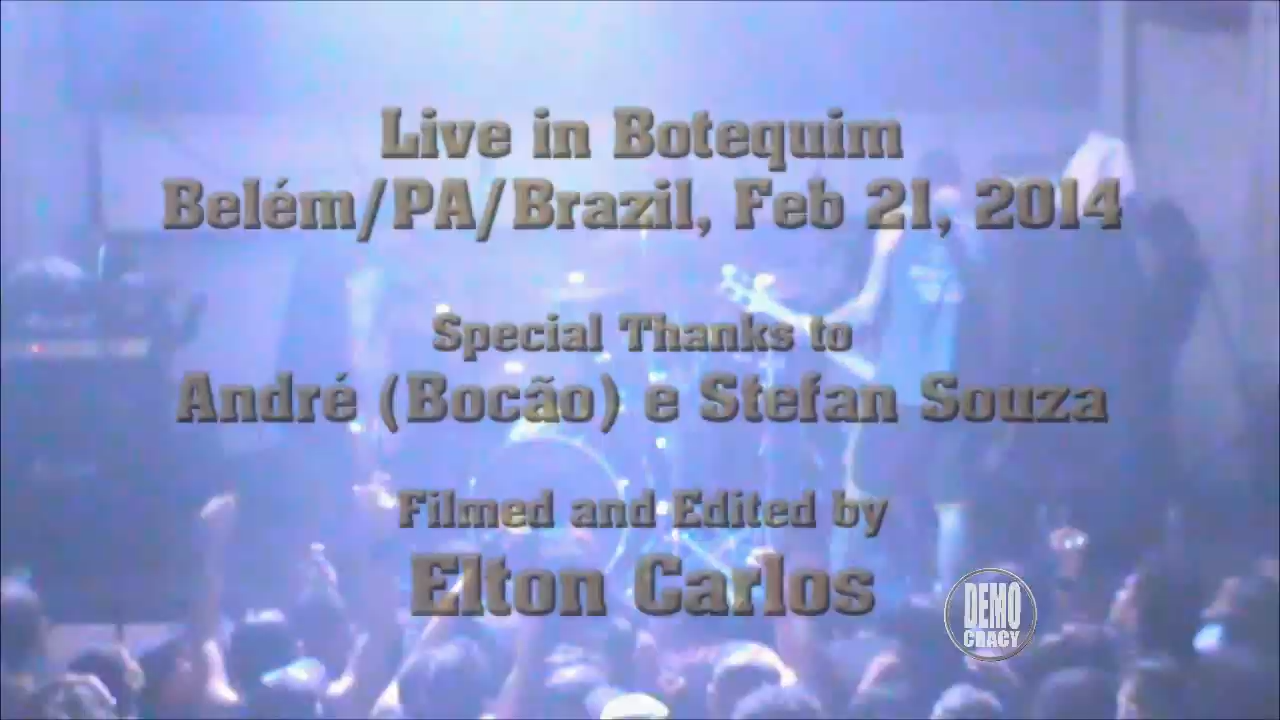 Live in Botequim
Belém/PA/Brazil, Feb 21, 2014
Special Thanks to
André (Bocão) e Stefan Souza
Filmed and Edited by
Elton Carlos
DEMO
CRACY